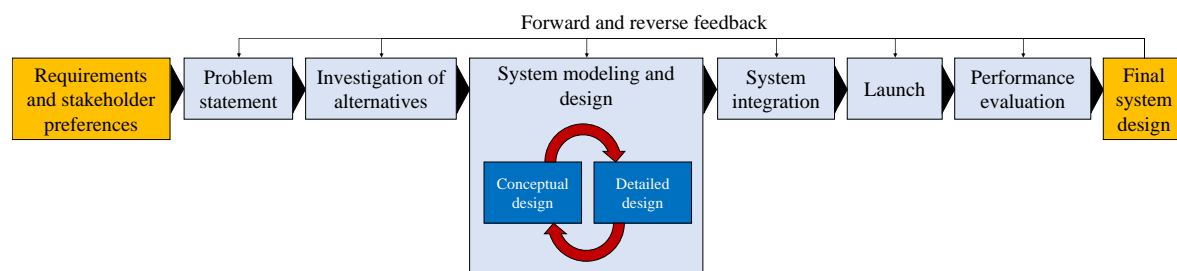 Forward and reverse feedback
Requirements
and stakeholder
preferences
Problem
statement
Investigation of
alternatives
System modeling and
design
Conceptual
design
Detailed
design
System
integration
Launch
Performance
evaluation
Final
system
design